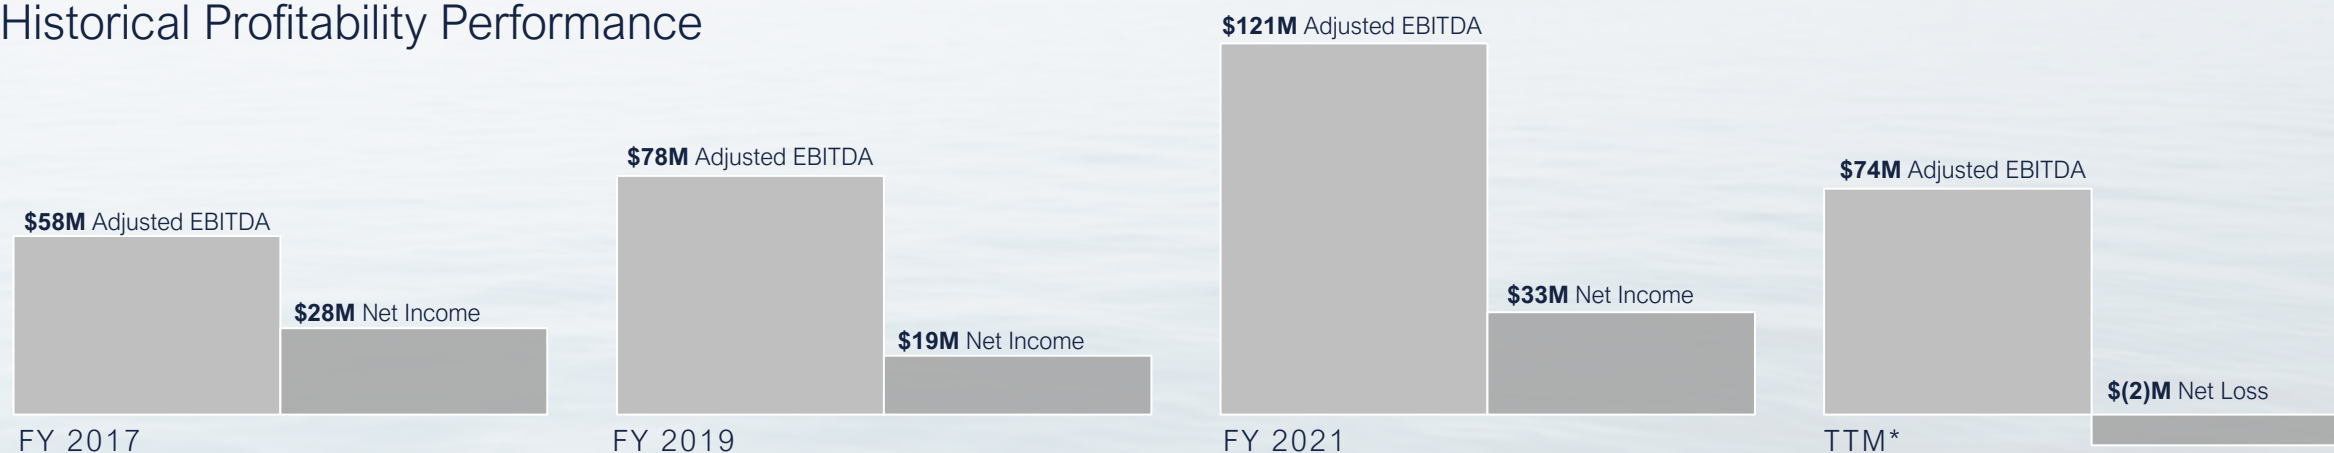 Historical Profitability Performance
$58M Adjusted EBITDA
$28M Net Income
FY 2017
$78M Adjusted EBITDA
$19M Net Income
FY 2019
$121M Adjusted EBITDA
$33M Net Income
FY 2021
$74M Adjusted EBITDA
$(2)M Net Loss
TTM*